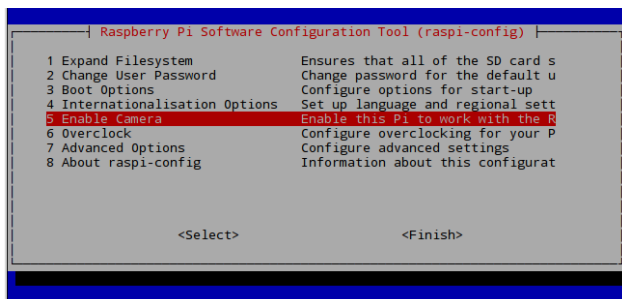 Raspberry Pi Software Configuration Tool (raspi-config)
1 Expand Filesystem Ensures that all of the SD card s
2 Change User Password Change password for the default u
3 Boot Options Configure options for start-up
4 Internationalisation Options Set up language and regional sett
5 Enable Camera Enable this Pi to work with the R
6 Overclock Configure overclocking for your P
7 Advanced Options Configure advanced settings
8 About raspi-config Information about this configurat
<Select> <Finish>